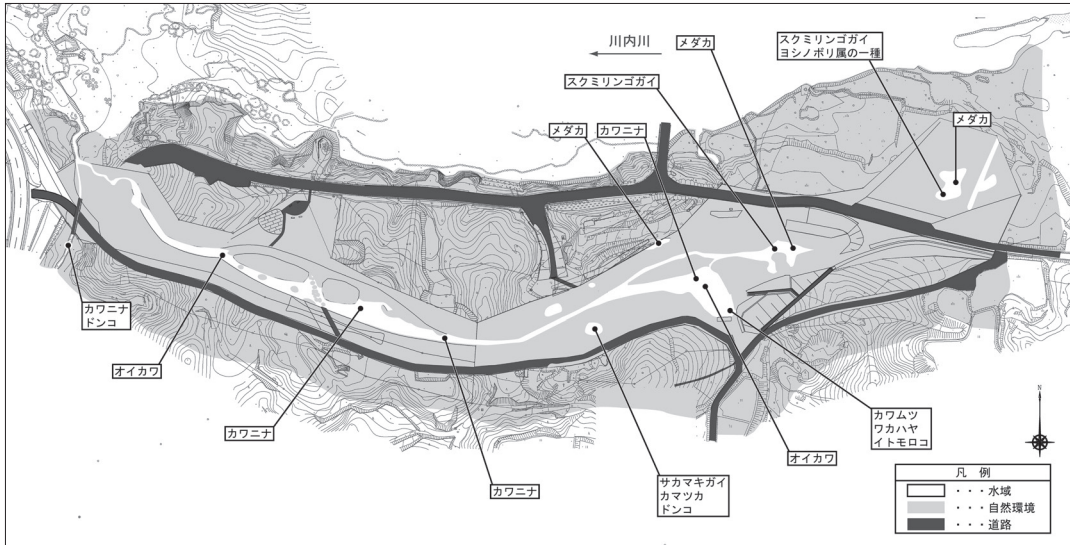 川内川
メダカ
スクミリンゴガイ
ヨシノボリ属の一種
スクミリンゴガイ
メダカ
カワニナ
メダカ
カワニナ
ドンコ
オイカワ
カワニナ
カワニナ
サカマキガイ
カマツカ
ドンコ
オイカワ
カワムツ
ワカハヤ
イトモロコ
N
凡 例
・・・水域
・・・自然環境
・・・道路